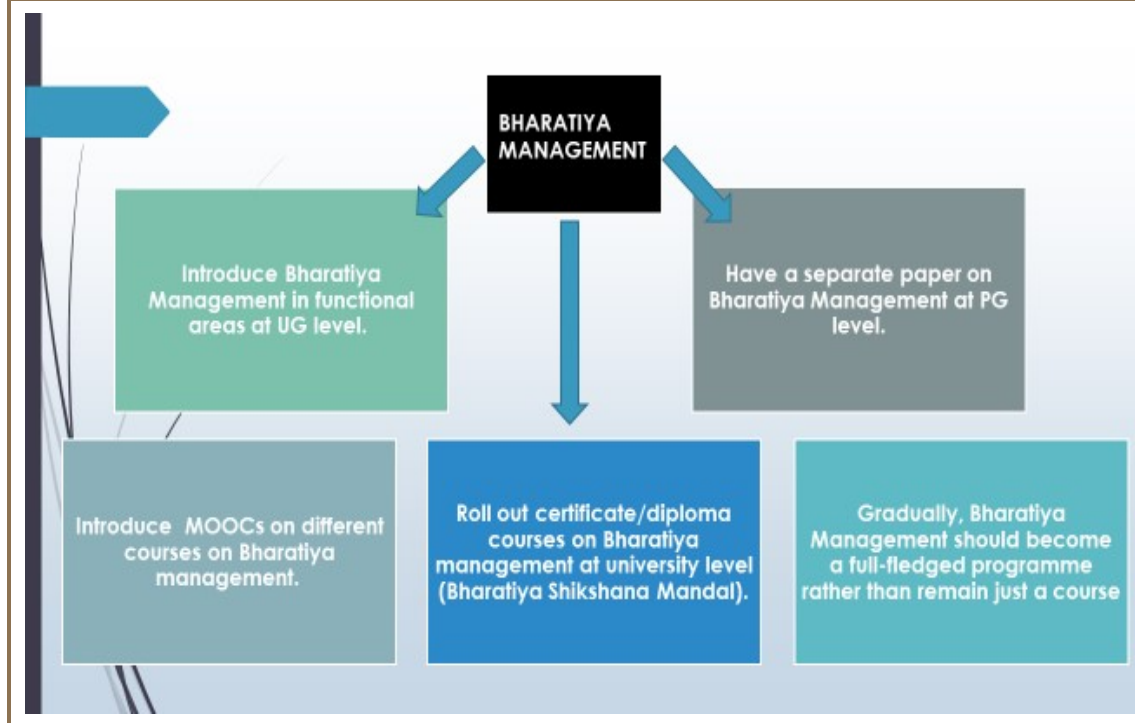 BHARATIYA
MANAGEMENT
Introduce Bharatiya
Management in functional
areas at UG level.
Have a separate paper on
Bharatiya Management at PG
level.
Introduce MOOCs on different
courses on Bharatiya
management.
Roll out certificate/diploma
courses on Bharatiya
management at university level
(Bharatiya Shikshana Mandal).
Gradually, Bharatiya
Management should become
a full-fledged programme
rather than remain just a course